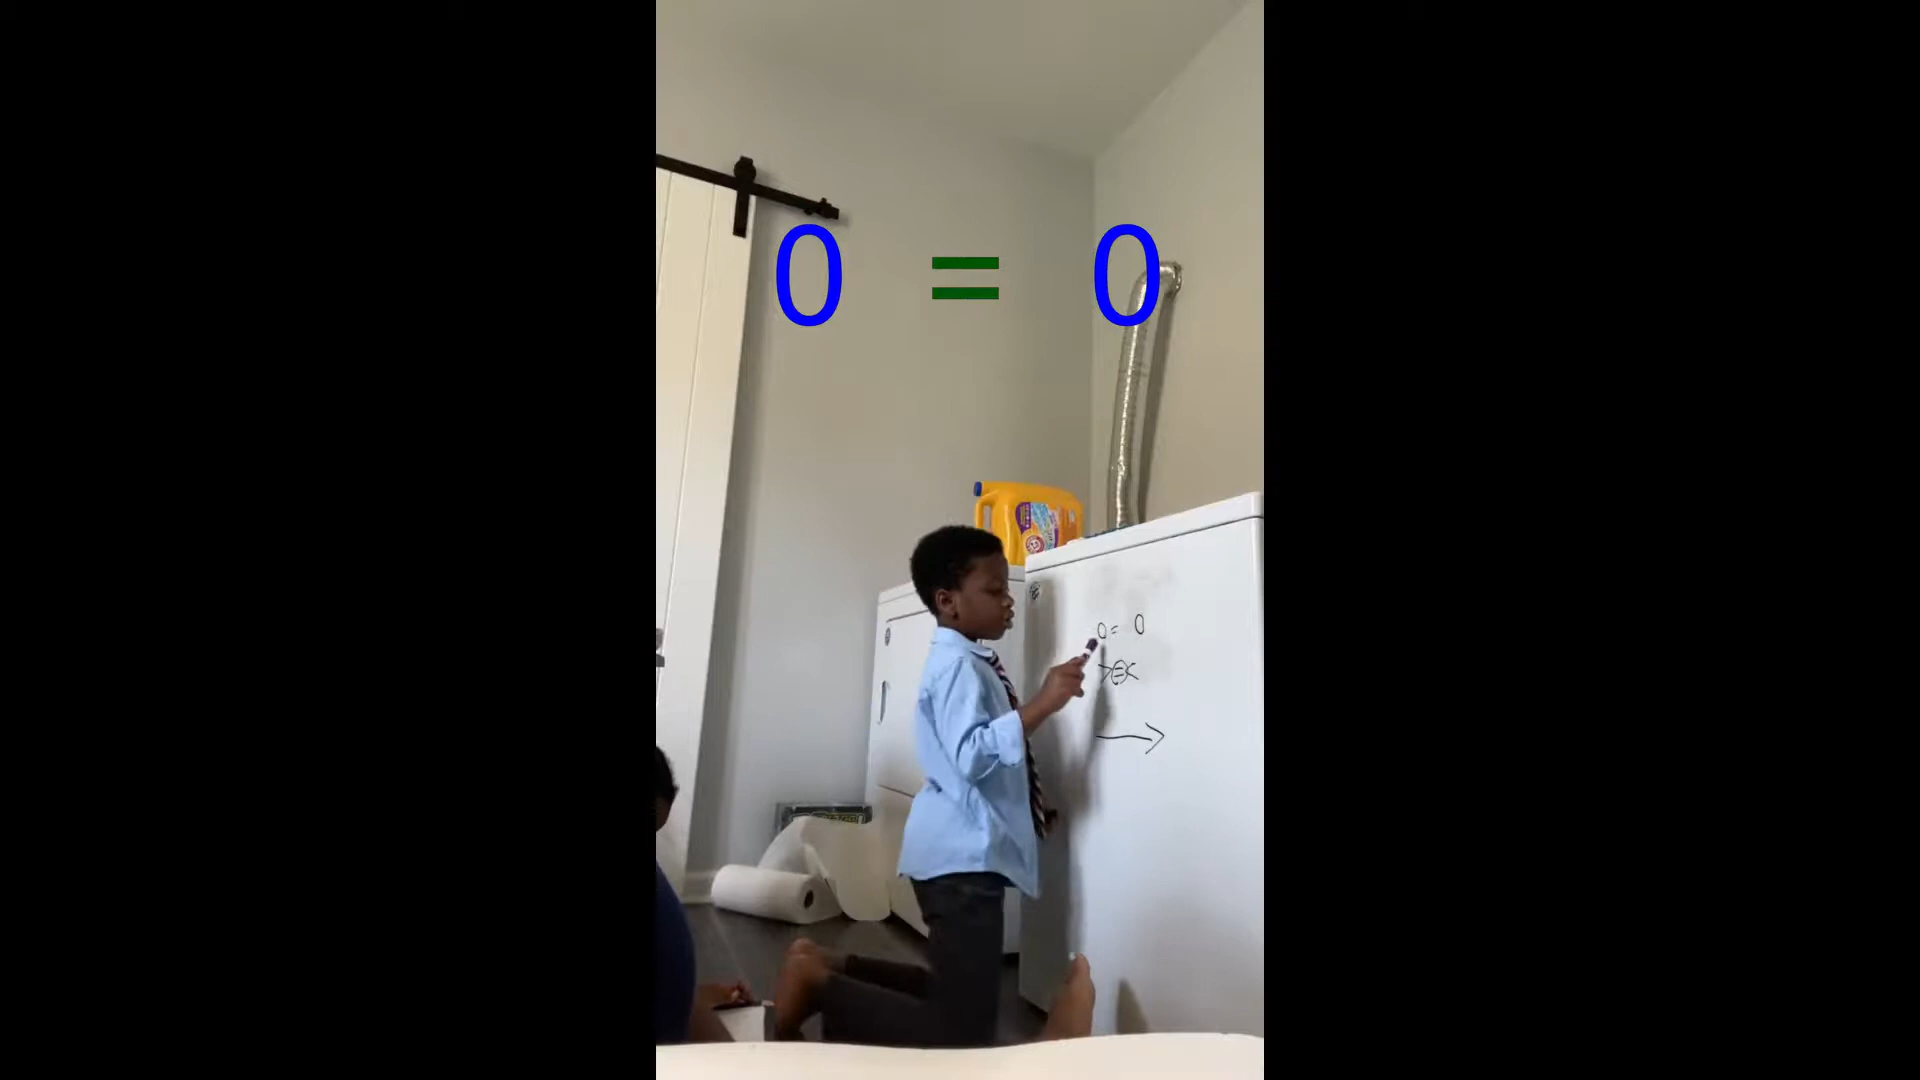 0 = 0
0 = 0
> = <